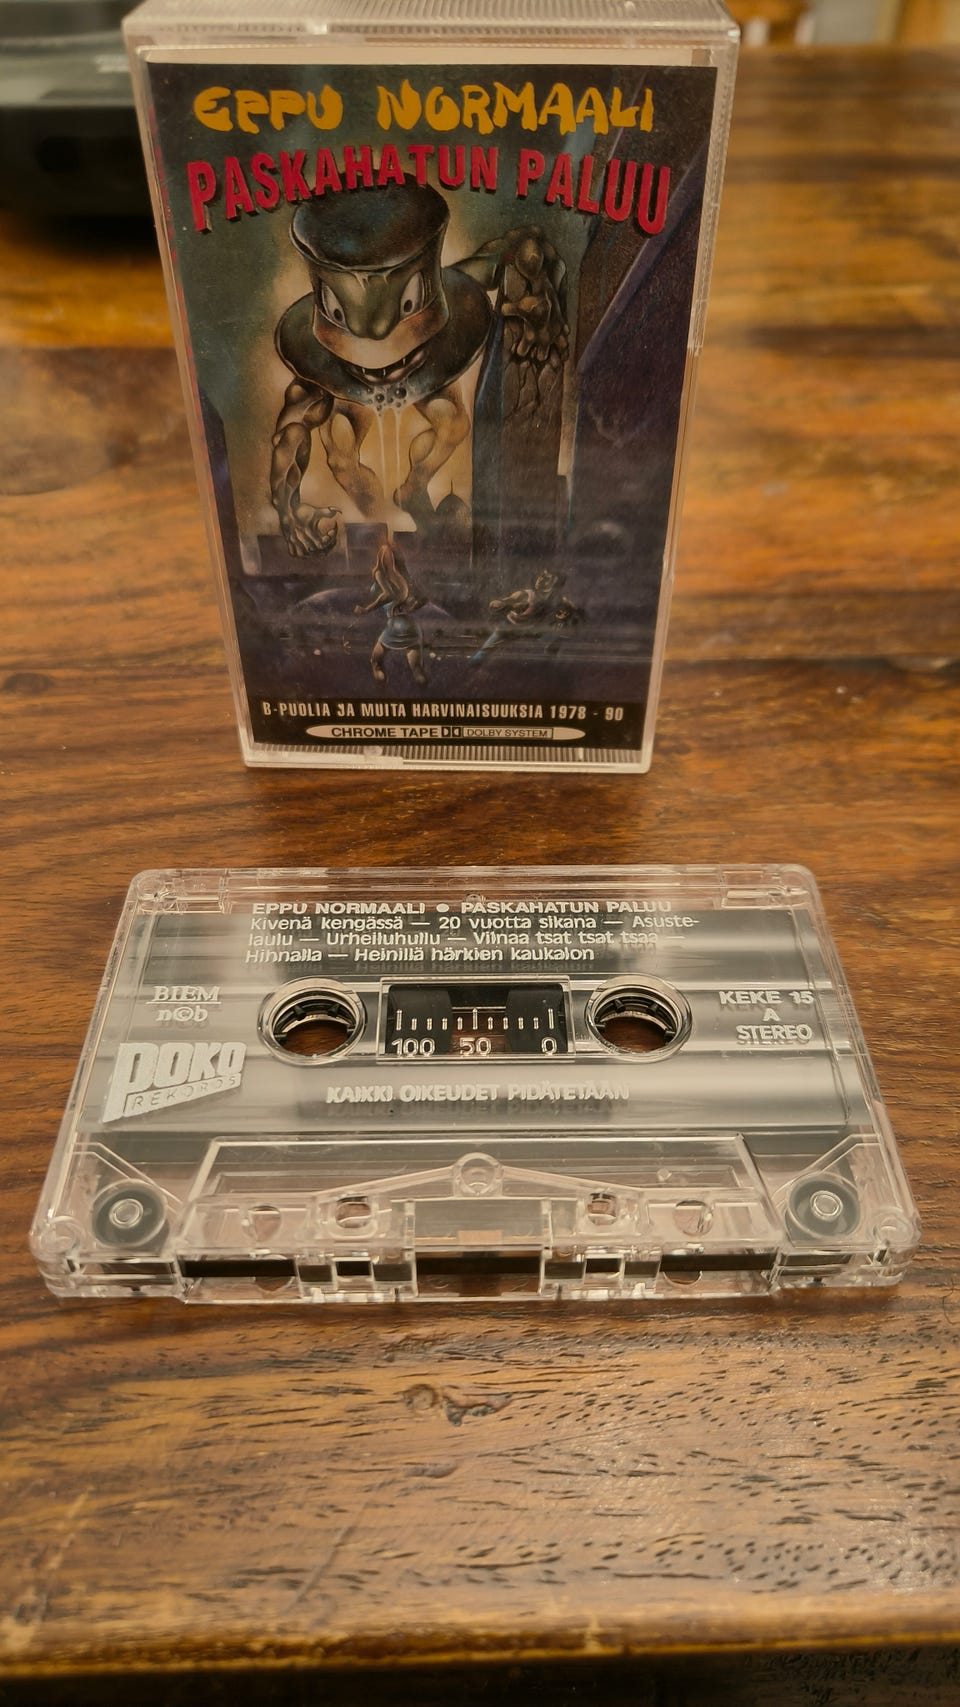 EPPU NORMAALI
PASKAHATUN PALUU
B-PUOLIA JA MUITA HARVINAISUUKSIA 1978 - 90
CHROME TAPE DOLBY SYSTEM
EPPU NORMAALI ● PASKAHATUN PALUU
Kivenä kengässä — 20 vuotta sikana — Asuste-
laulu — Urheiluhullu — Viinaa tsat tsat tsaa —
Hihnalla — Heinillä härkien kaukalon
BIEM
n©b
KEKE 15
A
STEREO
POKO
REKORDS
100 50 0
KAIKKI OIKEUDET PIDÄTETÄÄN